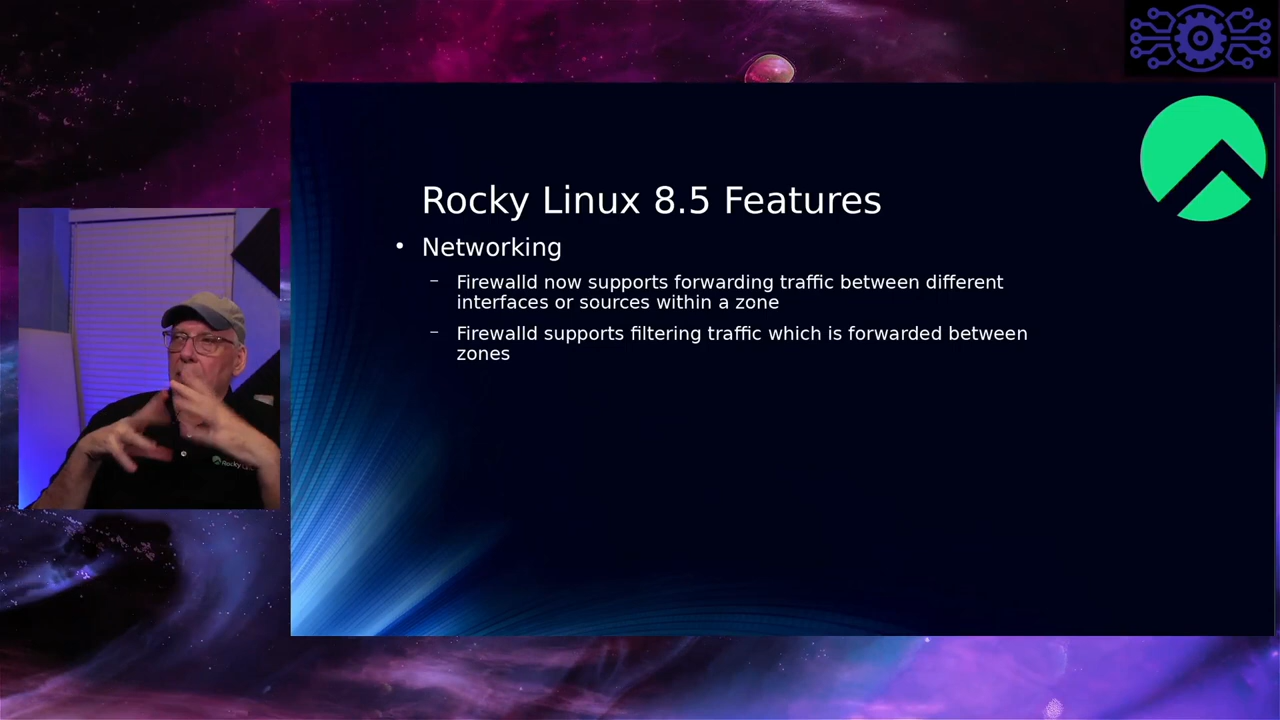 Rocky Linux 8.5 Features
• Networking
– Firewalld now supports forwarding traffic between different
interfaces or sources within a zone
– Firewalld supports filtering traffic which is forwarded between
zones
Rocky